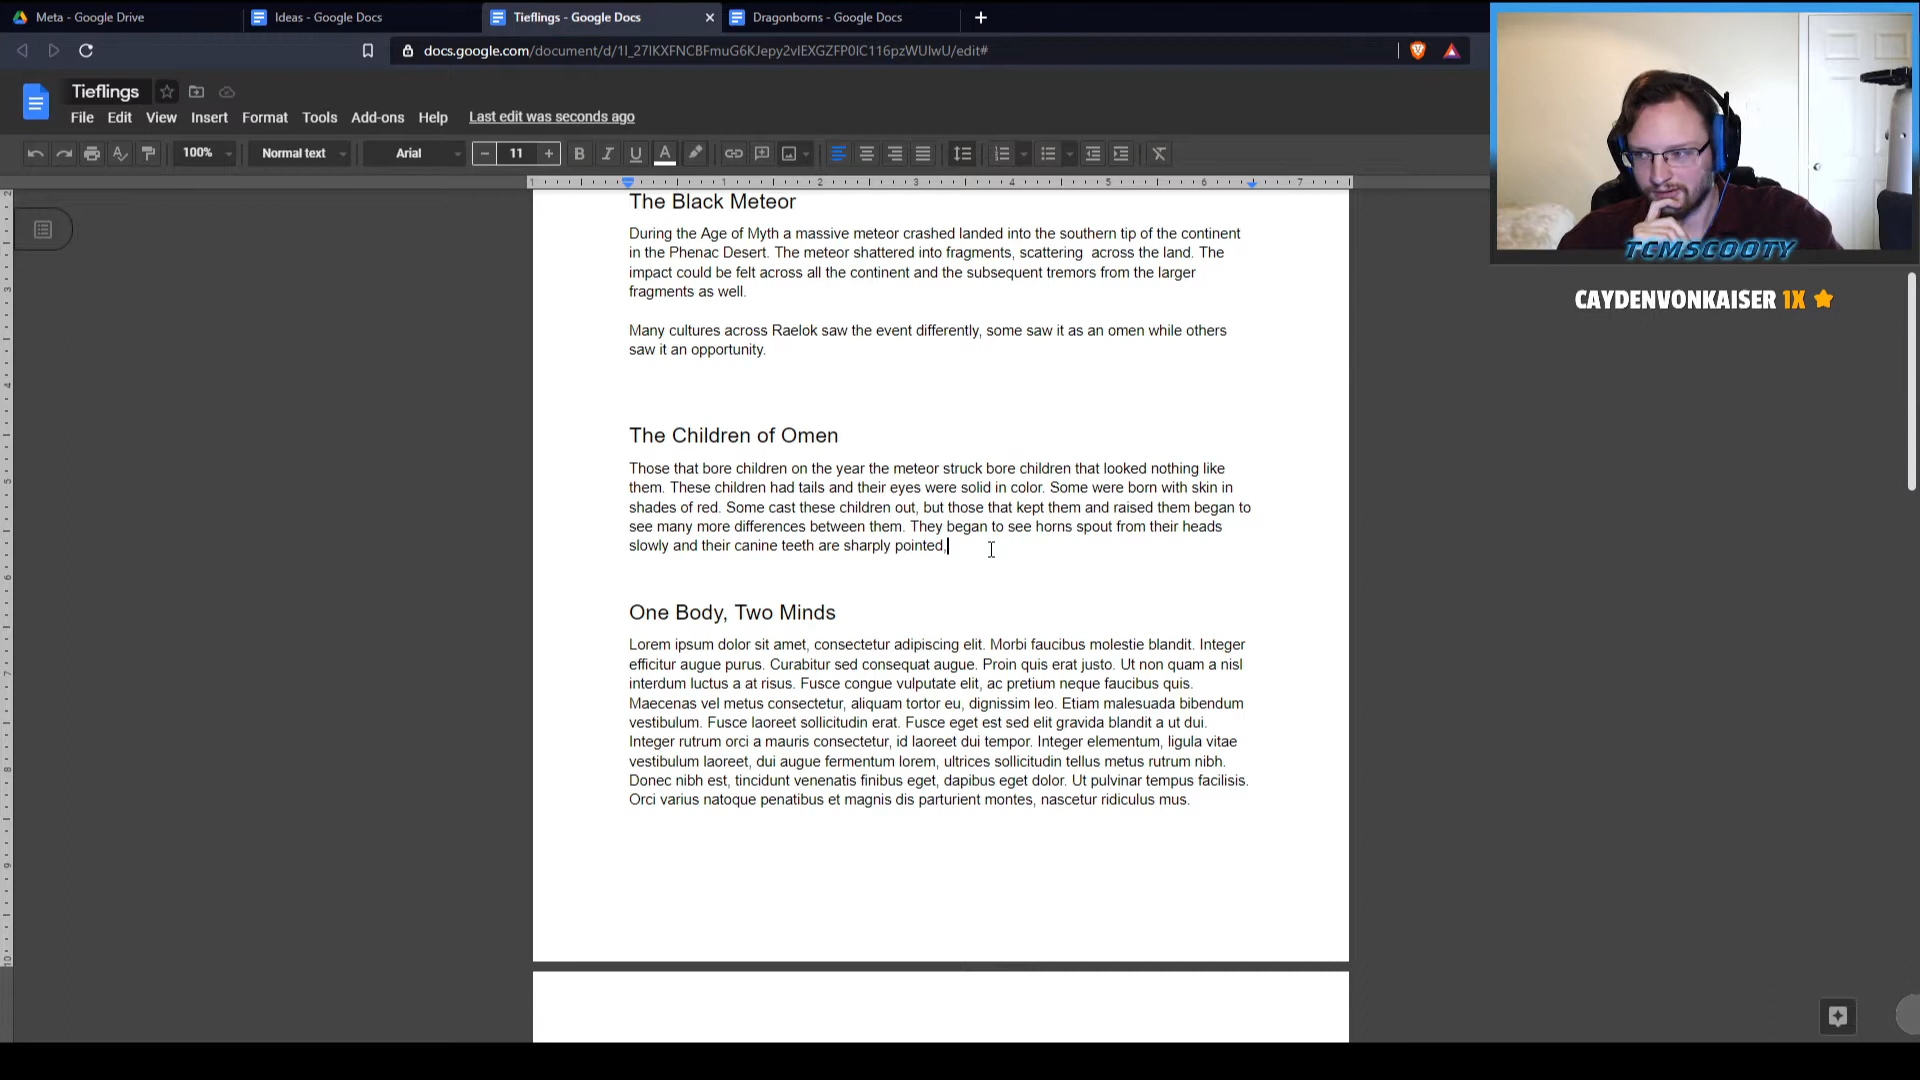 Meta - Google Drive
Ideas - Google Docs
Tieflings - Google Docs
Dragonborns - Google Docs
docs.google.com/document/d/1I_27IKXFNCBFmuG6KJepy2vIEXGZFP0IC116pzWUIwU/edit#
Tieflings
File Edit View Insert Format Tools Add-ons Help Last edit was seconds ago
100% Normal text Arial 11
The Black Meteor
During the Age of Myth a massive meteor crashed landed into the southern tip of the continent
in the Phenac Desert. The meteor shattered into fragments, scattering  across the land. The
impact could be felt across all the continent and the subsequent tremors from the larger
fragments as well.
Many cultures across Raelok saw the event differently, some saw it as an omen while others
saw it an opportunity.
The Children of Omen
Those that bore children on the year the meteor struck bore children that looked nothing like
them. These children had tails and their eyes were solid in color. Some were born with skin in
shades of red. Some cast these children out, but those that kept them and raised them began to
see many more differences between them. They began to see horns spout from their heads
slowly and their canine teeth are sharply pointed,
One Body, Two Minds
Lorem ipsum dolor sit amet, consectetur adipiscing elit. Morbi faucibus molestie blandit. Integer
efficitur augue purus. Curabitur sed consequat augue. Proin quis erat justo. Ut non quam a nisl
interdum luctus a at risus. Fusce congue vulputate elit, ac pretium neque faucibus quis.
Maecenas vel metus consectetur, aliquam tortor eu, dignissim leo. Etiam malesuada bibendum
vestibulum. Fusce laoreet sollicitudin erat. Fusce eget est sed elit gravida blandit a ut dui.
Integer rutrum orci a mauris consectetur, id laoreet dui tempor. Integer elementum, ligula vitae
vestibulum laoreet, dui augue fermentum lorem, ultrices sollicitudin tellus metus rutrum nibh.
Donec nibh est, tincidunt venenatis finibus eget, dapibus eget dolor. Ut pulvinar tempus facilisis.
Orci varius natoque penatibus et magnis dis parturient montes, nascetur ridiculus mus.
TCMSCOOTY
CAYDENVONKAISER 1X